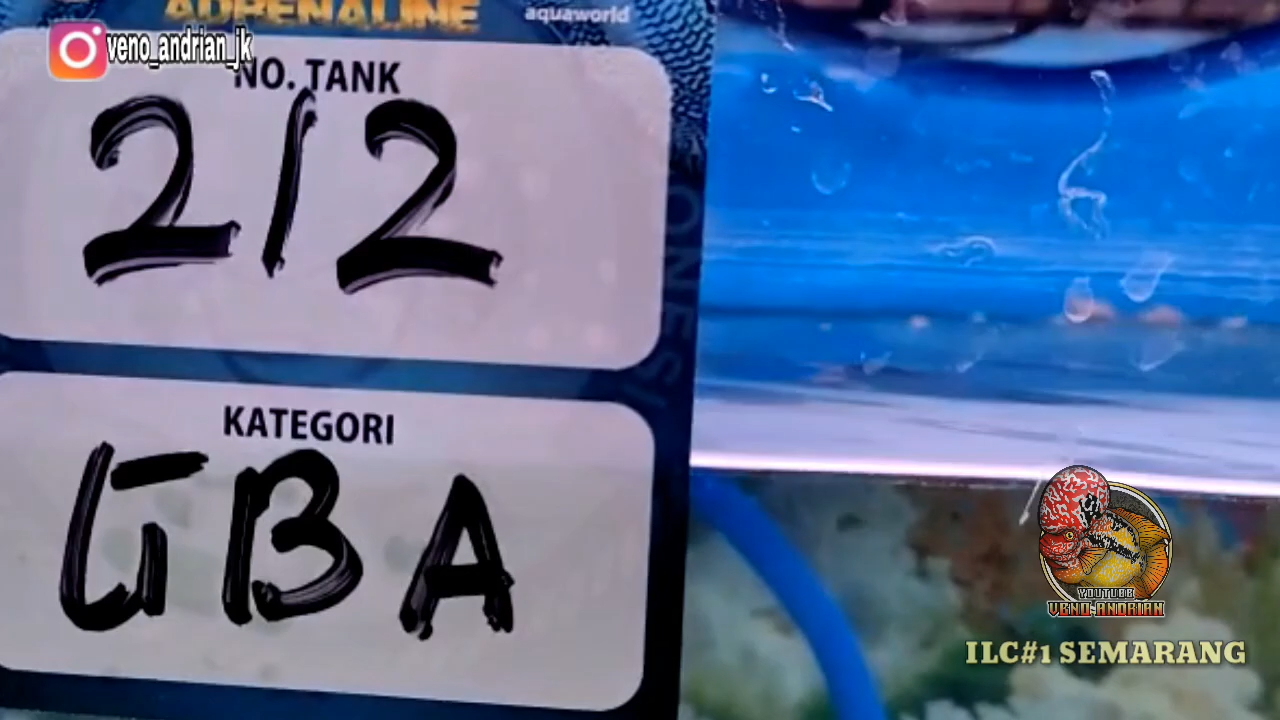 ADRENALINE
aquaworld
veno_andrian_jk
NO. TANK
212
KATEGORI
GBA
YOUTUBE
VENO ANDRIAN
ILC#1 SEMARANG